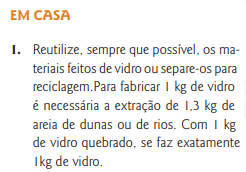 EM CASA
1. Reutilize, sempre que possível, os ma-
teriais feitos de vidro ou separe-os para
reciclagem.Para fabricar 1 kg de vidro
é necessária a extração de 1,3 kg de
areia de dunas ou de rios. Com 1 kg
de vidro quebrado, se faz exatamente
1kg de vidro.